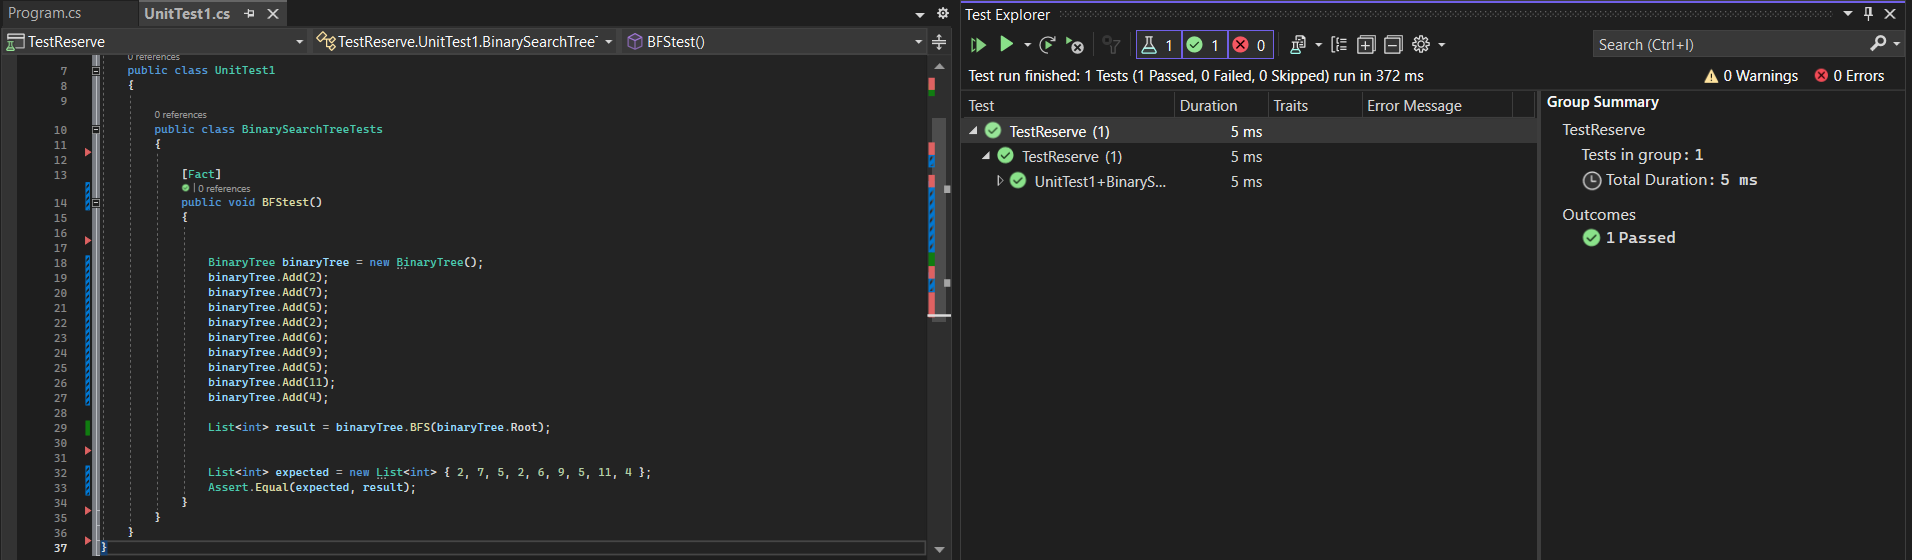 Program.cs
UnitTest1.cs
TestReserve
TestReserve.UnitTest1.BinarySearchTreeT
BFStest()
0 references
7 public class UnitTest1
8 {
9
0 references
10 public class BinarySearchTreeTests
11 {
12
13 [Fact]
| 0 references
14 public void BFStest()
15 {
16
17
18 BinaryTree binaryTree = new BinaryTree();
19 binaryTree.Add(2);
20 binaryTree.Add(7);
21 binaryTree.Add(5);
22 binaryTree.Add(2);
23 binaryTree.Add(6);
24 binaryTree.Add(9);
25 binaryTree.Add(5);
26 binaryTree.Add(11);
27 binaryTree.Add(4);
28
29 List<int> result = binaryTree.BFS(binaryTree.Root);
30
31
32 List<int> expected = new List<int> { 2, 7, 5, 2, 6, 9, 5, 11, 4 };
33 Assert.Equal(expected, result);
34 }
35 }
36 }
37 }
Test Explorer
1 1 0
Search (Ctrl+I)
Test run finished: 1 Tests (1 Passed, 0 Failed, 0 Skipped) run in 372 ms
0 Warnings 0 Errors
Test Duration Traits Error Message
TestReserve (1) 5 ms
TestReserve (1) 5 ms
UnitTest1+BinaryS... 5 ms
Group Summary
TestReserve
Tests in group: 1
Total Duration: 5 ms
Outcomes
1 Passed